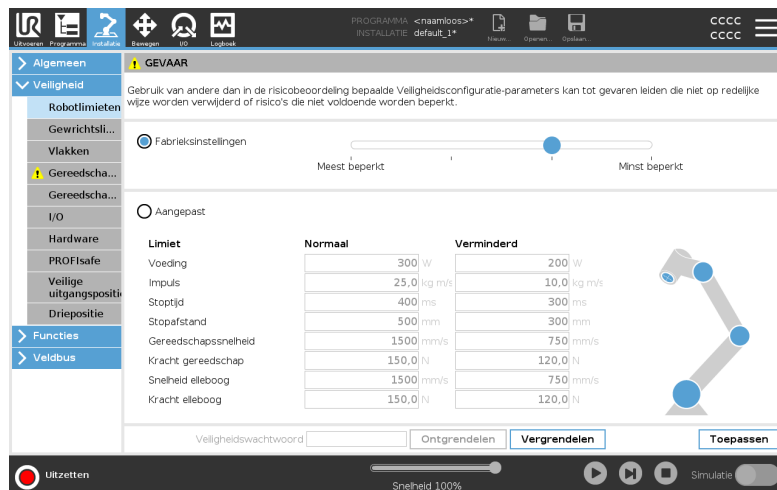 UR
Uitvoeren Programma Installatie Bewegen I/O Logboek
PROGRAMMA <naamloos>*
INSTALLATIE default_1*
Nieuw... Openen... Opslaan...
CCCC
CCCC
Algemeen
Veiligheid
Robotlimieten
Gewrichtsli...
Vlakken
Gereedscha...
Gereedscha...
I/O
Hardware
PROFIsafe
Veilige
uitgangspositi
Driepositie
Functies
Veldbus
GEVAAR
Gebruik van andere dan in de risicobeoordeling bepaalde Veiligheidsconfiguratie-parameters kan tot gevaren leiden die niet op redelijke
wijze worden verwijderd of risico's die niet voldoende worden beperkt.
Fabrieksinstellingen
Meest beperkt Minst beperkt
Aangepast
Limiet Normaal Verminderd
Voeding 300 W 200 W
Impuls 25,0 kg m/s 10,0 kg m/s
Stoptijd 400 ms 300 ms
Stopafstand 500 mm 300 mm
Gereedschapssnelheid 1500 mm/s 750 mm/s
Kracht gereedschap 150,0 N 120,0 N
Snelheid elleboog 1500 mm/s 750 mm/s
Kracht elleboog 150,0 N 120,0 N
Veiligheidswachtwoord Ontgrendelen Vergrendelen Toepassen
Uitzetten
Snelheid 100%
Simulatie